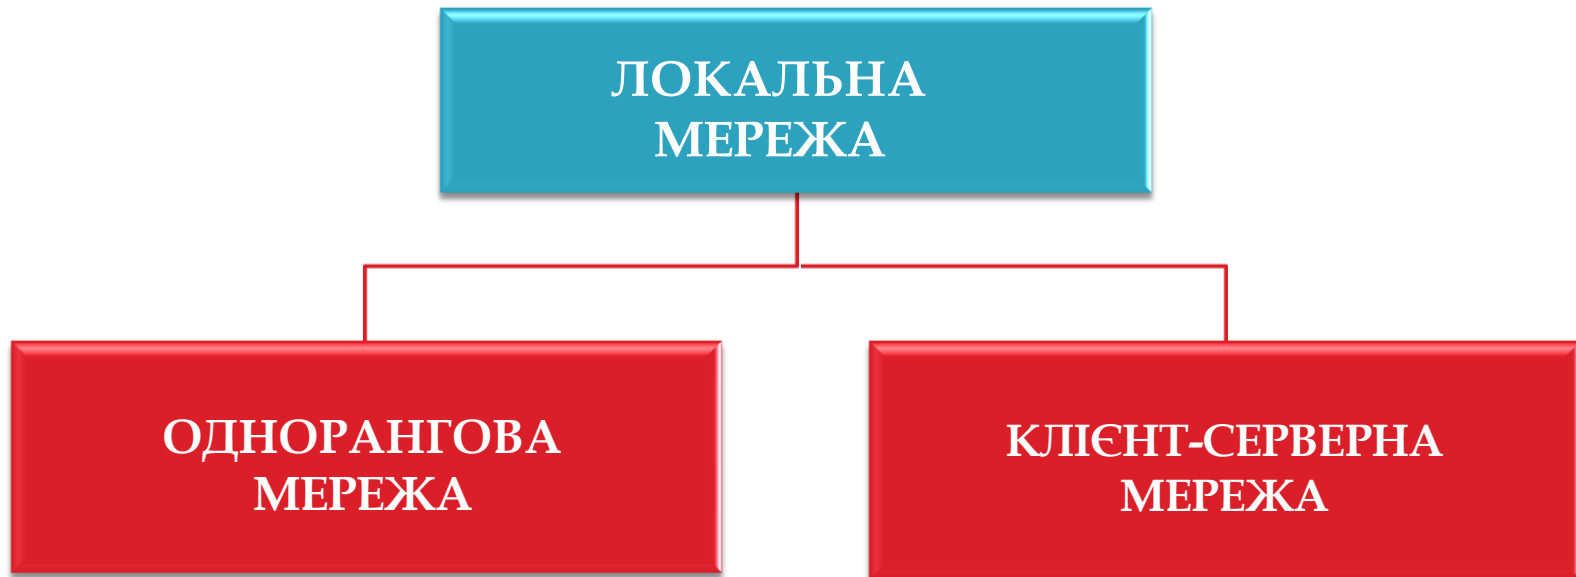 ЛОКАЛЬНА
МЕРЕЖА
ОДНОРАНГОВА
МЕРЕЖА
КЛІЄНТ-СЕРВЕРНА
МЕРЕЖА